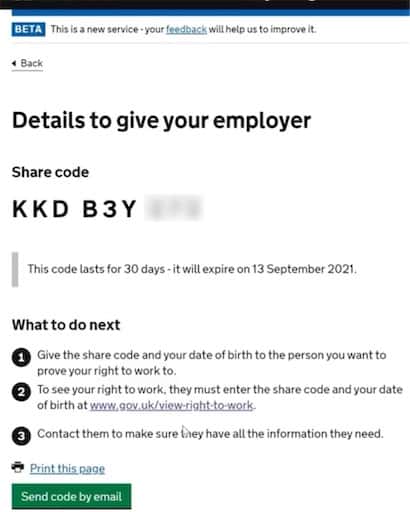 BETA This is a new service - your feedback will help us to improve it.
Back
Details to give your employer
Share code
KKD B3Y
This code lasts for 30 days - it will expire on 13 September 2021.
What to do next
1 Give the share code and your date of birth to the person you want to
prove your right to work to.
2 To see your right to work, they must enter the share code and your date
of birth at www.gov.uk/view-right-to-work.
3 Contact them to make sure they have all the information they need.
Print this page
Send code by email